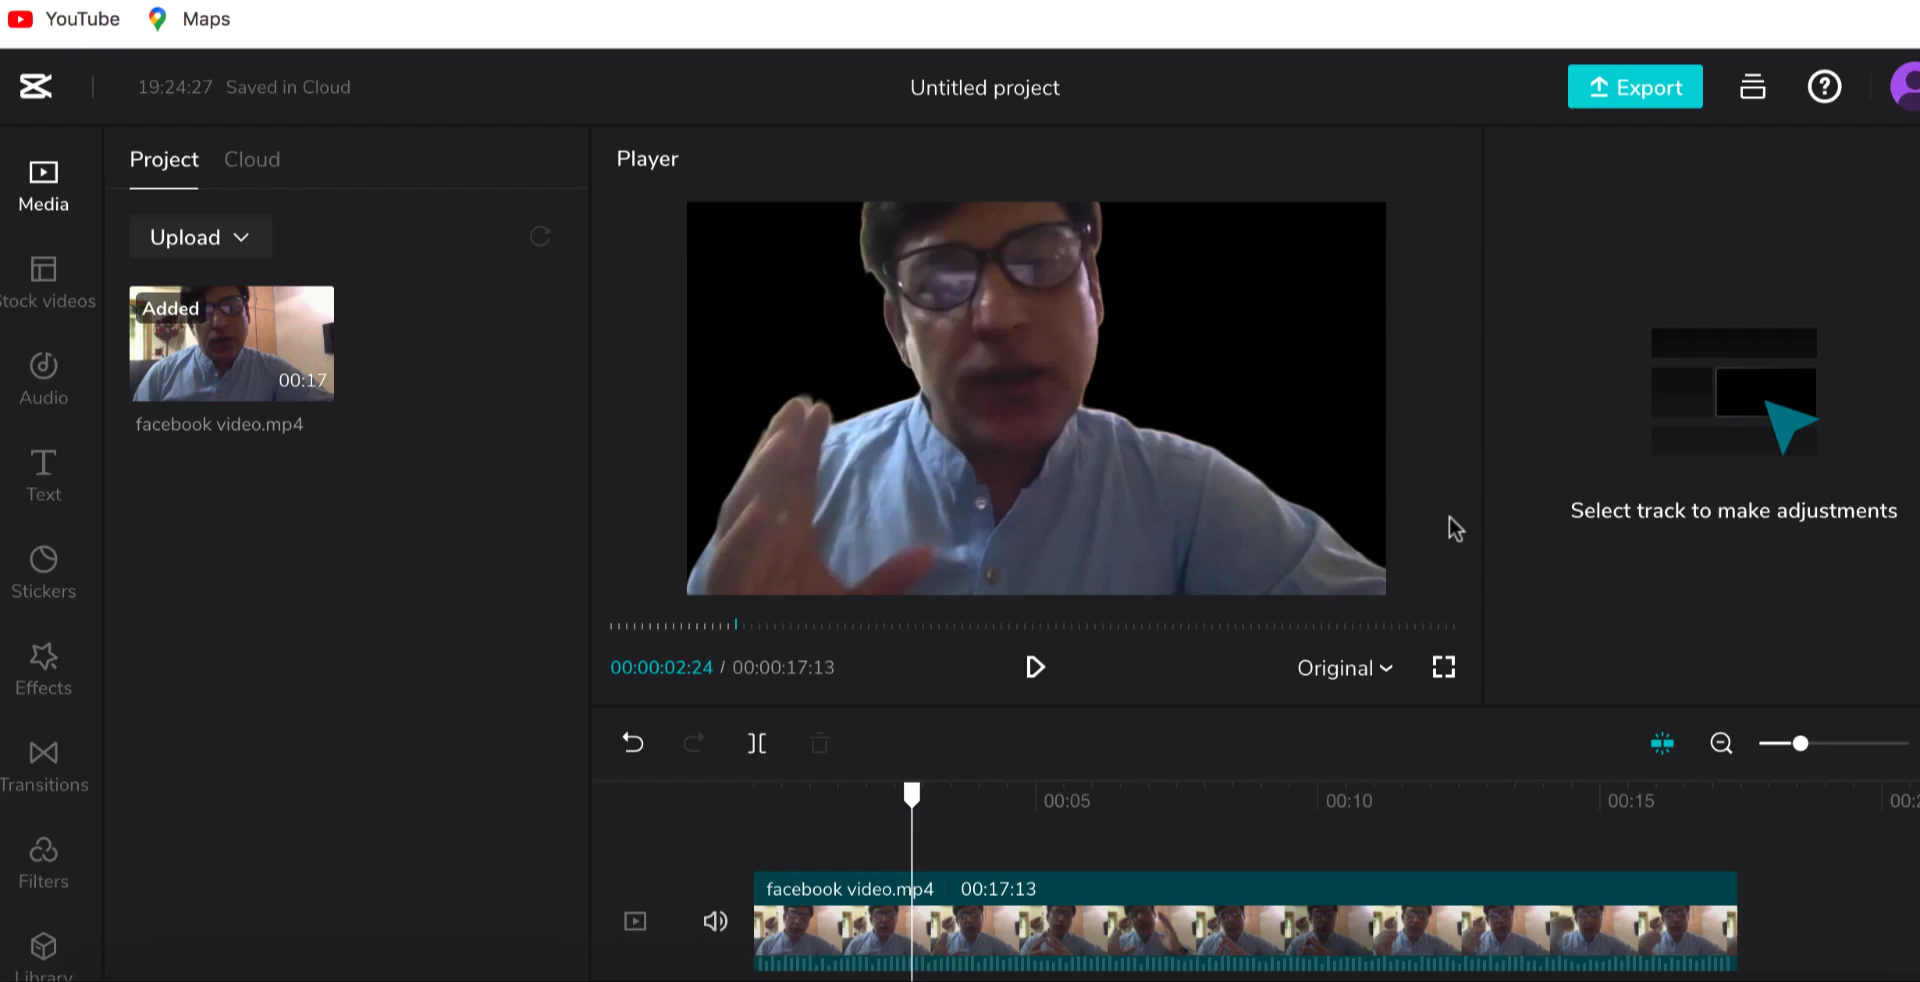 YouTube Maps
19:24:27 Saved in Cloud Untitled project Export
Media
Stock videos
Audio
Text
Stickers
Effects
Transitions
Filters
Library
Project Cloud
Upload
Added
00:17
facebook video.mp4
Player
00:00:02:24 / 00:00:17:13 Original
Select track to make adjustments
00:05 00:10 00:15
facebook video.mp4 00:17:13